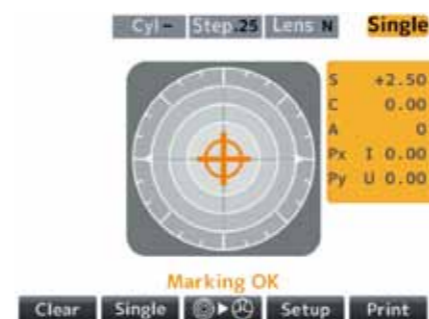 Cyl - Step.25 Lens N Single
S +2.50
C 0.00
A 0
Px I 0.00
Py U 0.00
Marking OK
Clear Single Setup Print